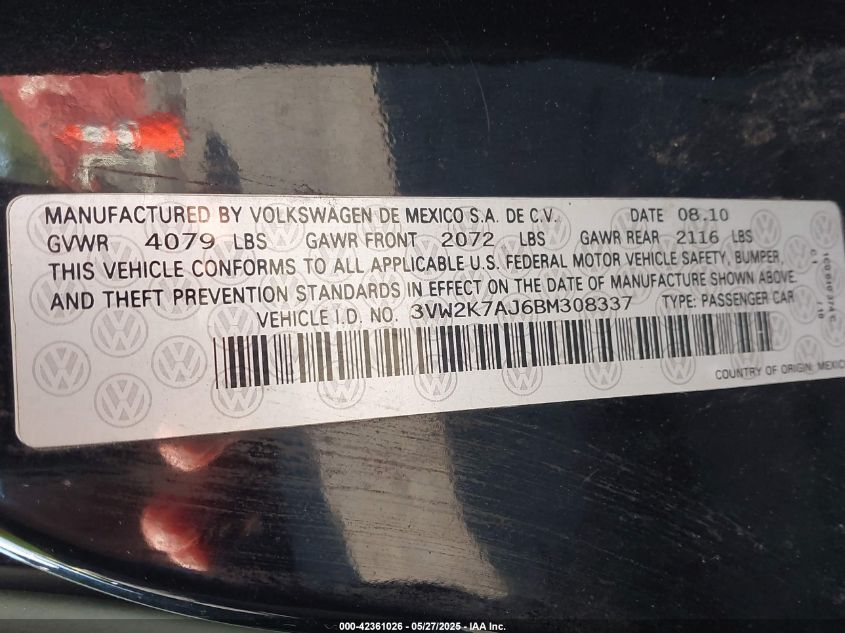 MANUFACTURED BY VOLKSWAGEN DE MEXICO S.A. DE C.V. DATE 08.10
GVWR 4079 LBS GAWR FRONT 2072 LBS GAWR REAR 2116 LBS
THIS VEHICLE CONFORMS TO ALL APPLICABLE U.S. FEDERAL MOTOR VEHICLE SAFETY, BUMPER,
AND THEFT PREVENTION STANDARDS IN EFFECT ON THE DATE OF MANUFACTURE SHOWN ABOVE.
VEHICLE I.D. NO. 3VW2K7AJ6BM308337 TYPE: PASSENGER CAR
COUNTRY OF ORIGIN: MEXICO
000-42361026 - 05/27/2025 - IAA Inc.